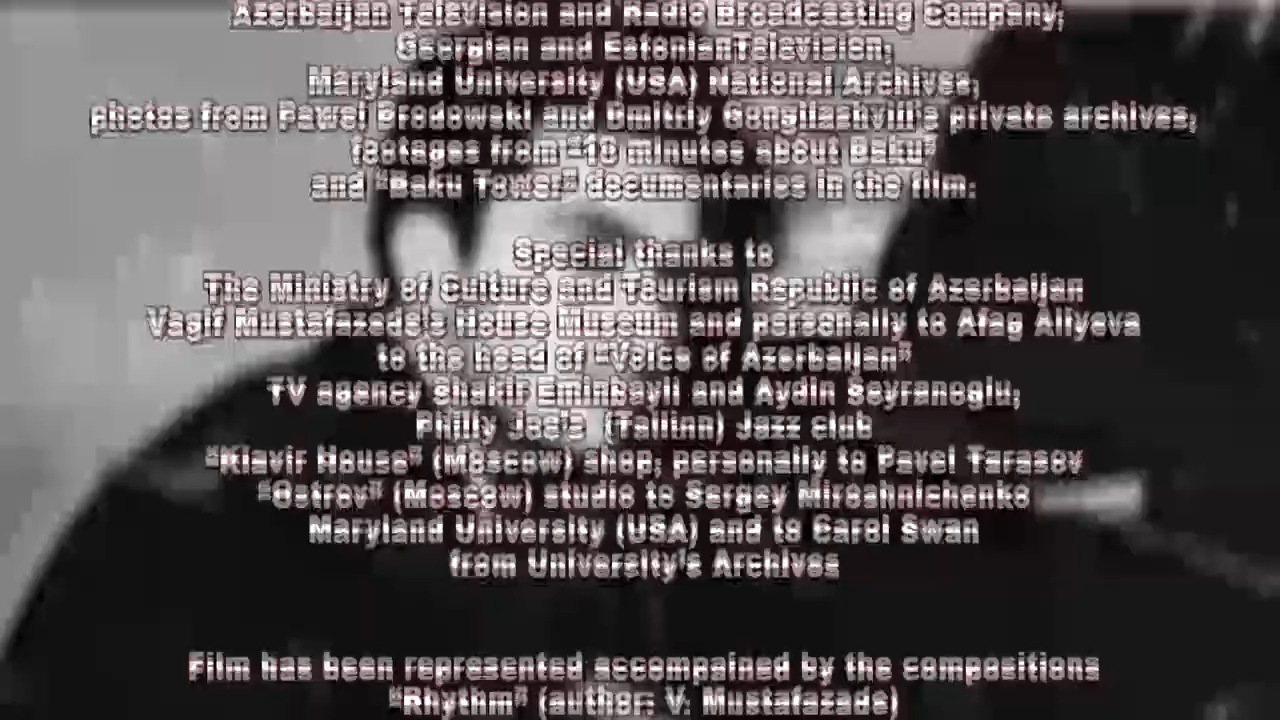 Azerbaijan Television and Radio Broadcasting Company,
Georgian and EstonianTelevision,
Maryland University (USA) National Archives,
photos from Pawel Brodowski and Dmitriy Gongliashvili's private archives,
footages from "10 minutes about Baku"
and "Baku Tower" documentaries in the film.
Special thanks to
The Ministry of Culture and Tourism Republic of Azerbaijan
Vagif Mustafazade's House Museum and personally to Afag Aliyeva
to the head of "Voice of Azerbaijan"
TV agency Shakir Eminbayli and Aydin Seyranoglu,
Philly Joe's (Tallinn) Jazz club
"Klavir House" (Moscow) shop, personally to Pavel Tarasov
"Ostrov" (Moscow) studio to Sergey Miroshnichenko
Maryland University (USA) and to Carol Swan
from University's Archives
Film has been represented accompained by the compositions
"Rhythm" (author: V. Mustafazade)